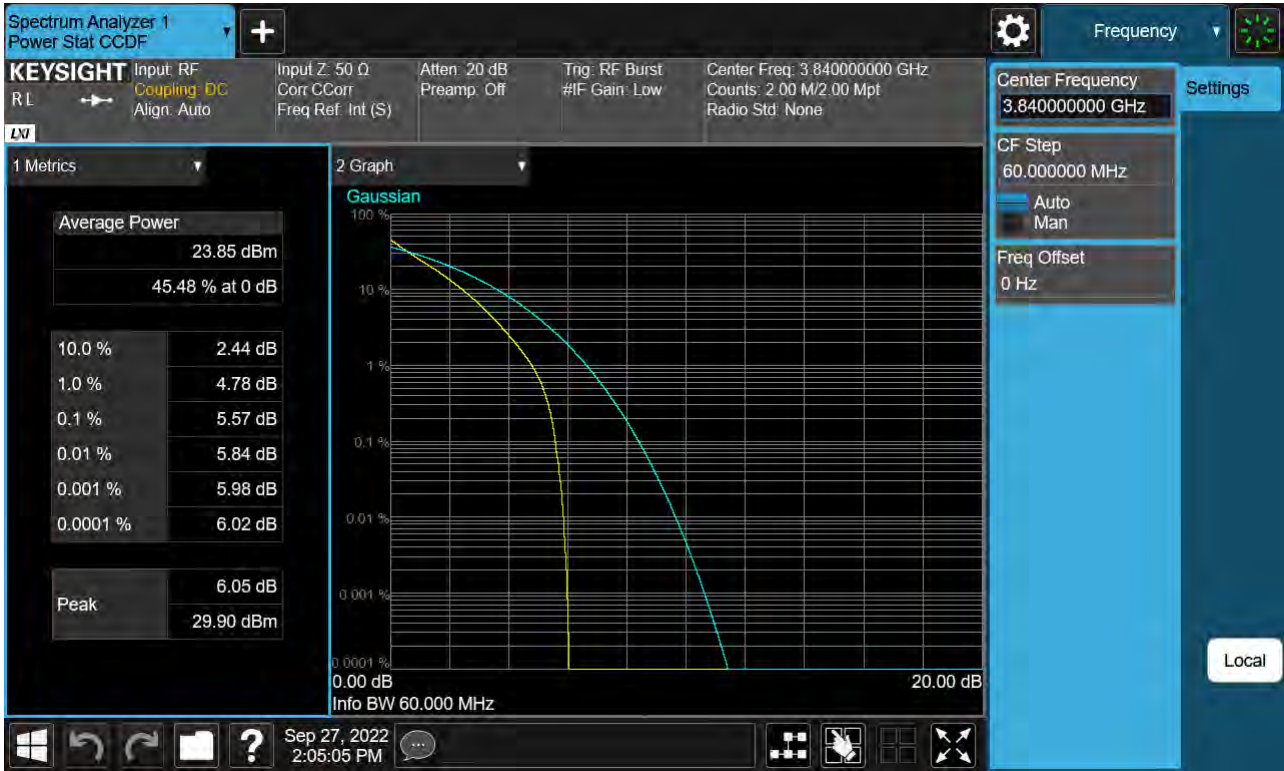 Spectrum Analyzer 1
Power Stat CCDF
Frequency
KEYSIGHT
R L
LXI
Input: RF
Coupling: DC
Align: Auto
Input Z: 50 Ω
Corr CCorr
Freq Ref: Int (S)
Atten: 20 dB
Preamp: Off
Trig: RF Burst
#IF Gain: Low
Center Freq: 3.840000000 GHz
Counts: 2.00 M/2.00 Mpt
Radio Std: None
Center Frequency
3.840000000 GHz
Settings
CF Step
60.000000 MHz
Auto
Man
Freq Offset
0 Hz
1 Metrics
Average Power
23.85 dBm
45.48 % at 0 dB
10.0 % 2.44 dB
1.0 % 4.78 dB
0.1 % 5.57 dB
0.01 % 5.84 dB
0.001 % 5.98 dB
0.0001 % 6.02 dB
Peak
6.05 dB
29.90 dBm
2 Graph
Gaussian
100 %
10 %
1 %
0.1 %
0.01 %
0.001 %
0.0001 %
0.00 dB 20.00 dB
Info BW 60.000 MHz
Local
?
Sep 27, 2022
2:05:05 PM